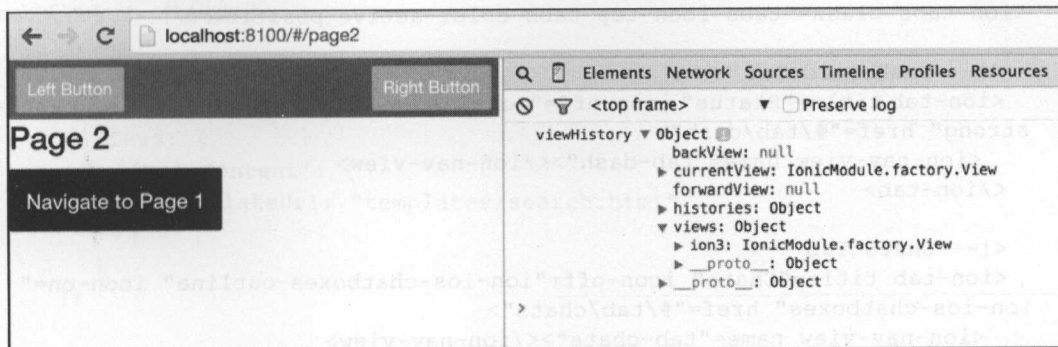 localhost:8100/#/page2
Left Button
Right Button
Page 2
Navigate to Page 1
Elements Network Sources Timeline Profiles Resources
<top frame> ▼ Preserve log
viewHistory ▼ Object
backView: null
▶ currentView: IonicModule.factory.View
forwardView: null
▶ histories: Object
▼ views: Object
▶ ion3: IonicModule.factory.View
▶ __proto__: Object
▶ __proto__: Object
>